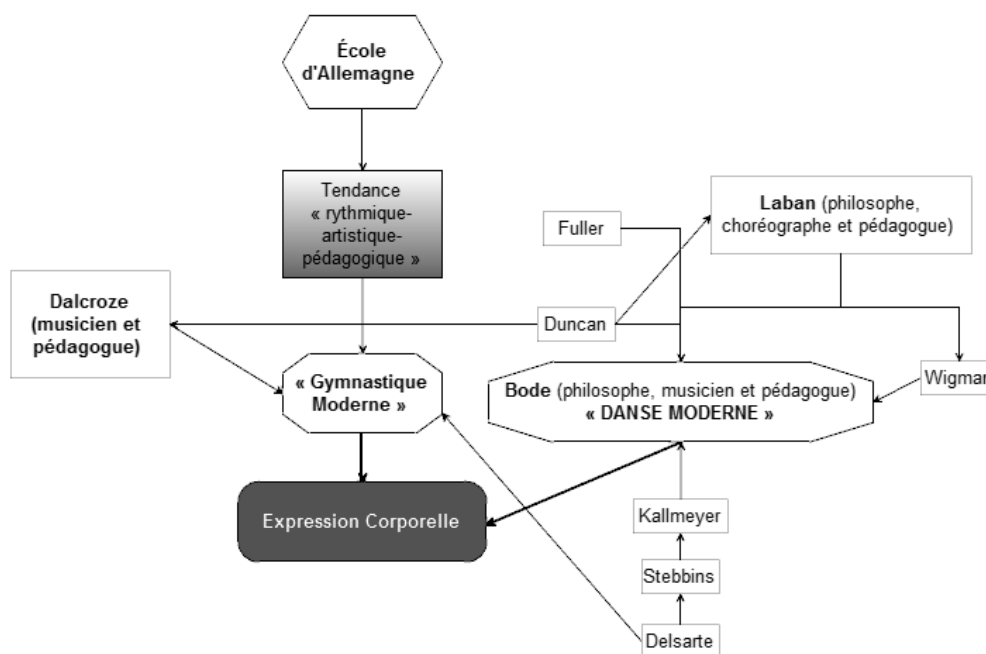 École
d'Allemagne
Tendance
« rythmique-
artistique-
pédagogique »
Fuller
Laban (philosophe,
chorégraphe et pédagogue)
Dalcroze
(musicien et
pédagogue)
Duncan
« Gymnastique
Moderne »
Bode (philosophe, musicien et pédagogue)
« DANSE MODERNE »
Wigman
Expression Corporelle
Kallmeyer
Stebbins
Delsarte